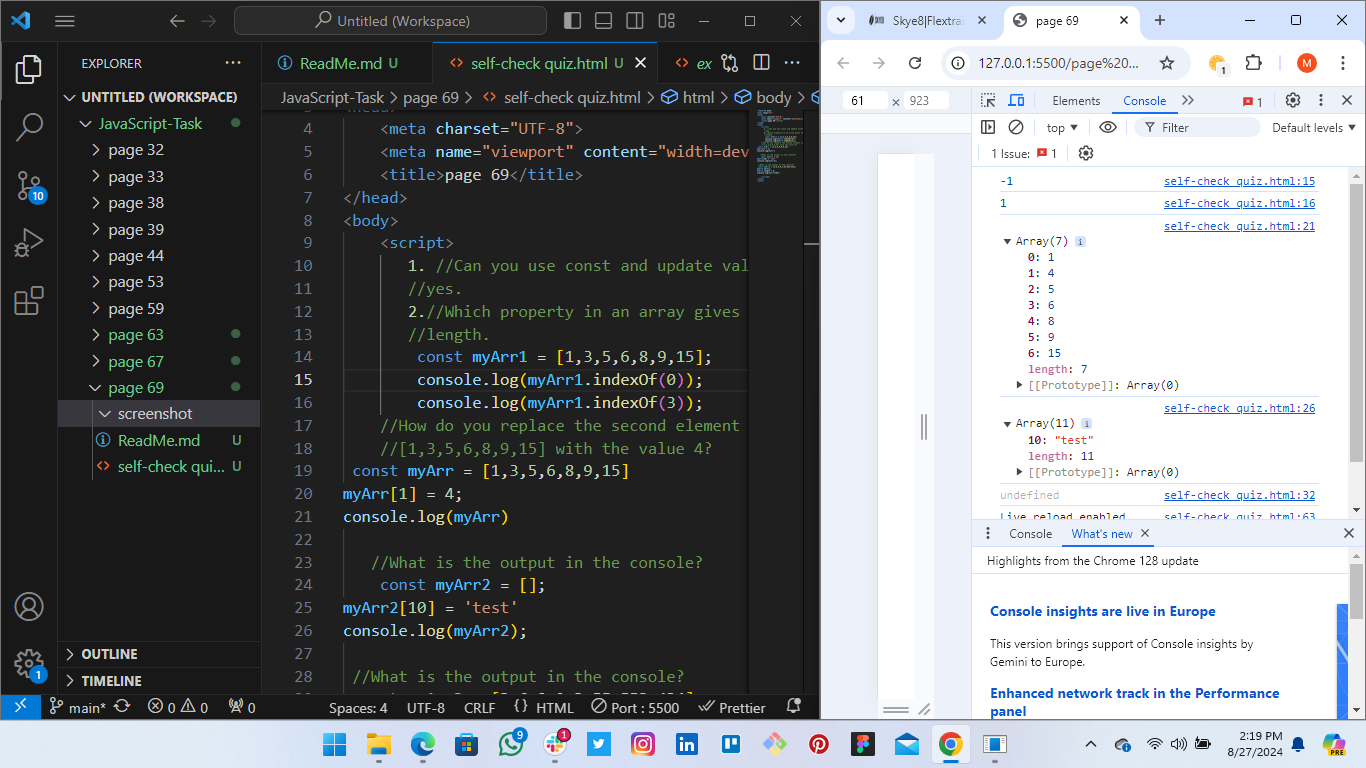 Untitled (Workspace)
EXPLORER
UNTITLED (WORKSPACE)
JavaScript-Task
page 32
page 33
page 38
page 39
page 44
page 53
page 59
page 63
page 67
page 69
screenshot
ReadMe.md U
self-check qui... U
OUTLINE
TIMELINE
10
1
ReadMe.md U
self-check quiz.html U
ex
JavaScript-Task > page 69 > self-check quiz.html > html > body >
4 <meta charset="UTF-8">
5 <meta name="viewport" content="width=dev
6 <title>page 69</title>
7 </head>
8 <body>
9 <script>
10 1. //Can you use const and update val
11 //yes.
12 2.//Which property in an array gives
13 //length.
14 const myArr1 = [1,3,5,6,8,9,15];
15 console.log(myArr1.indexOf(0));
16 console.log(myArr1.indexOf(3));
17 //How do you replace the second element
18 //[1,3,5,6,8,9,15] with the value 4?
19 const myArr = [1,3,5,6,8,9,15]
20 myArr[1] = 4;
21 console.log(myArr)
22
23 //What is the output in the console?
24 const myArr2 = [];
25 myArr2[10] = 'test'
26 console.log(myArr2);
27
28 //What is the output in the console?
main* 0 0 0 Spaces: 4 UTF-8 CRLF {} HTML Port : 5500 Prettier
Skye8|Flextrai
page 69
127.0.0.1:5500/page%20...
1
M
61 × 923
Elements Console 1
top Filter Default levels
1 Issue: 1
-1 self-check quiz.html:15
1 self-check quiz.html:16
self-check quiz.html:21
Array(7) i
0: 1
1: 4
2: 5
3: 6
4: 8
5: 9
6: 15
length: 7
[[Prototype]]: Array(0)
self-check quiz.html:26
Array(11) i
10: "test"
length: 11
[[Prototype]]: Array(0)
undefined self-check quiz.html:32
Live reload enabled. self-check quiz.html:63
Console What's new
Highlights from the Chrome 128 update
Console insights are live in Europe
This version brings support of Console insights by
Gemini to Europe.
Enhanced network track in the Performance
panel
9
1
2:19 PM
8/27/2024
PRE